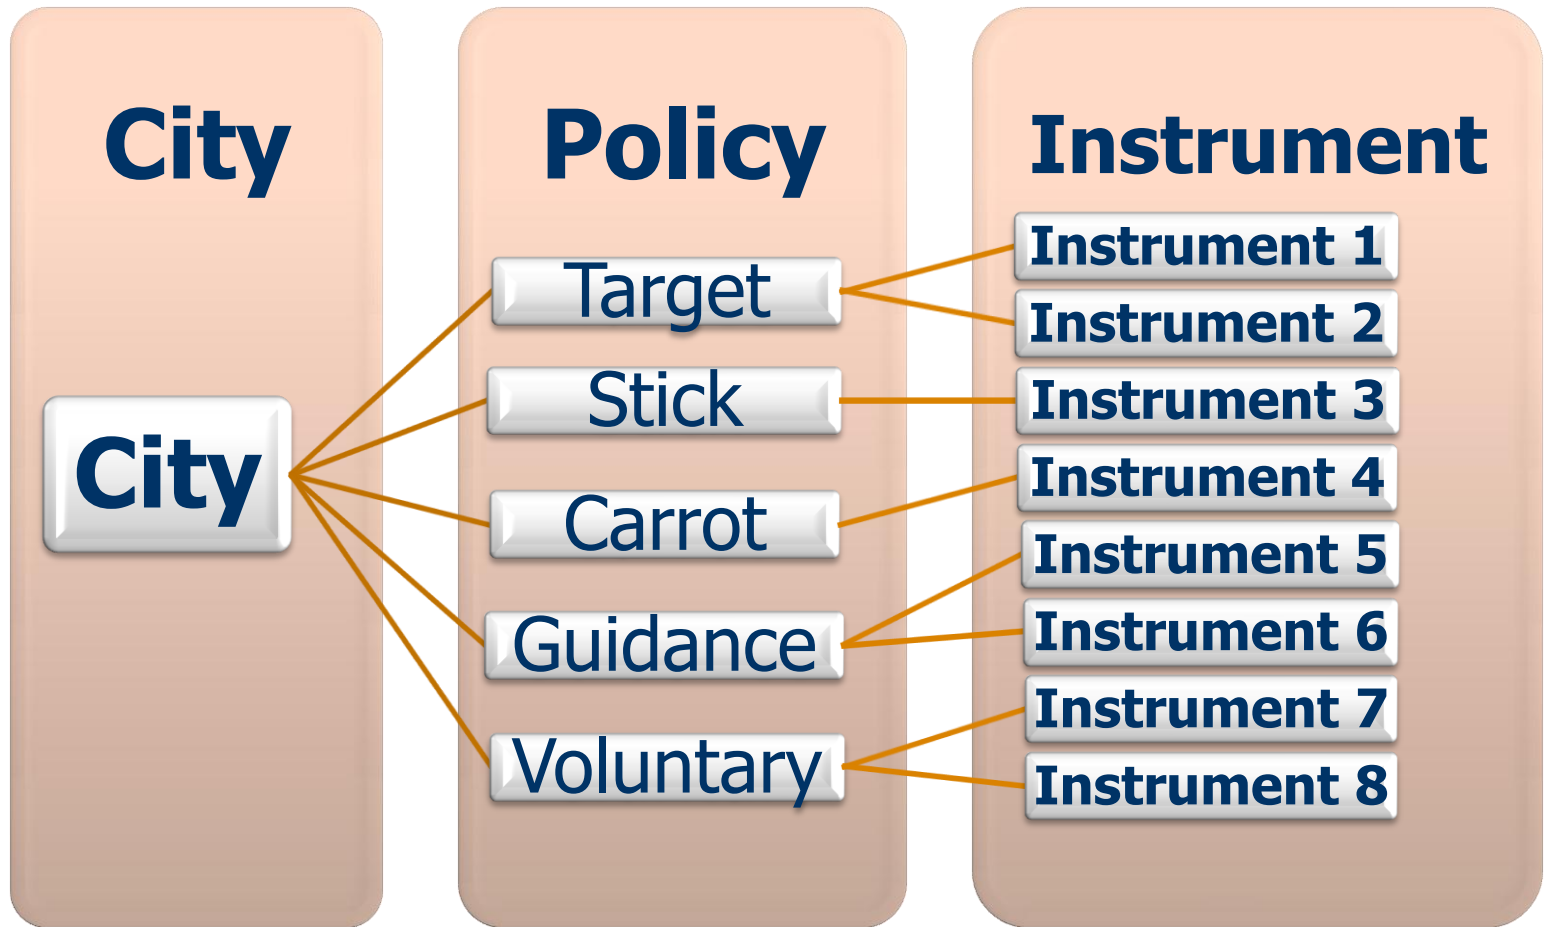 City
Policy
Instrument
City
Target
Stick
Carrot
Guidance
Voluntary
Instrument 1
Instrument 2
Instrument 3
Instrument 4
Instrument 5
Instrument 6
Instrument 7
Instrument 8